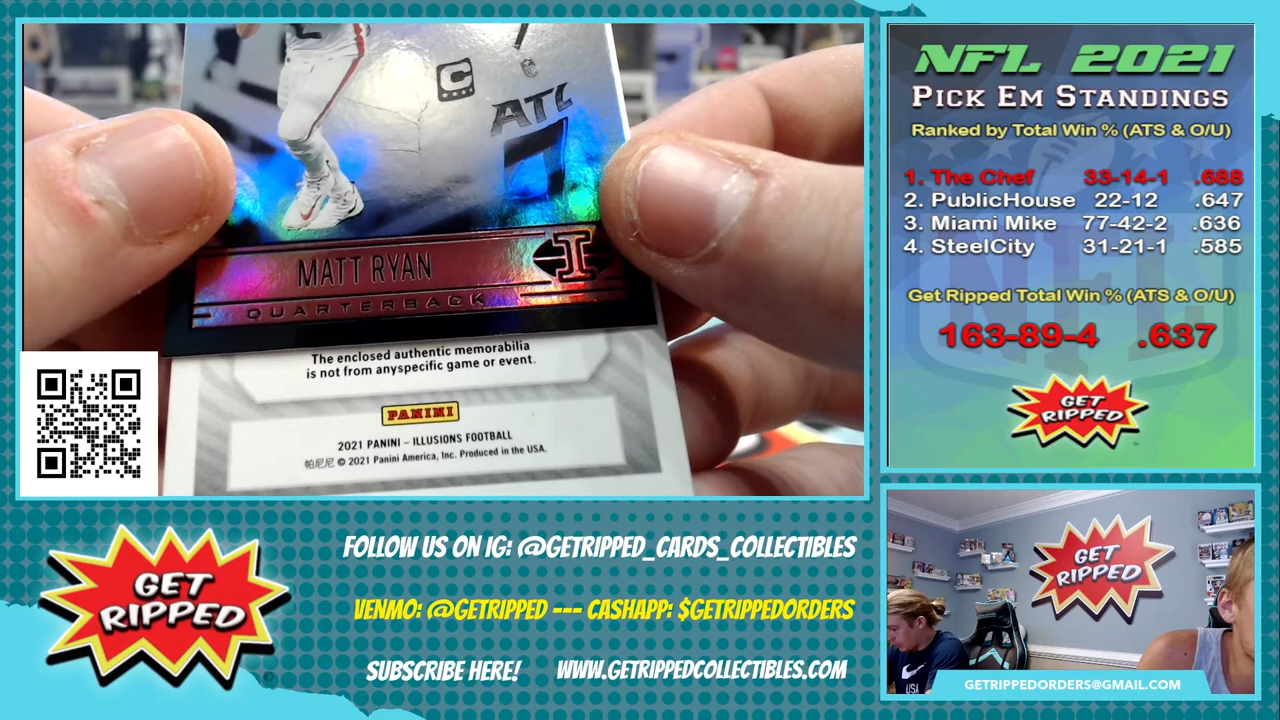 C
ATL
MATT RYAN
QUARTERBACK
I
The enclosed authentic memorabilia
is not from anyspecific game or event.
PANINI
2021 PANINI – ILLUSIONS FOOTBALL
帕尼尼 © 2021 Panini America, Inc. Produced in the USA.
NFL 2021
PICK EM STANDINGS
Ranked by Total Win % (ATS & O/U)
1. The Chef 33-14-1 .688
2. PublicHouse 22-12 .647
3. Miami Mike 77-42-2 .636
4. SteelCity 31-21-1 .585
Get Ripped Total Win % (ATS & O/U)
163-89-4 .637
GET
RIPPED
GET
RIPPED
FOLLOW US ON IG: @GETRIPPED_CARDS_COLLECTIBLES
VENMO: @GETRIPPED --- CASHAPP: $GETRIPPEDORDERS
SUBSCRIBE HERE! WWW.GETRIPPEDCOLLECTIBLES.COM
GET
RIPPED
USA
GETRIPPEDORDERS@GMAIL.COM